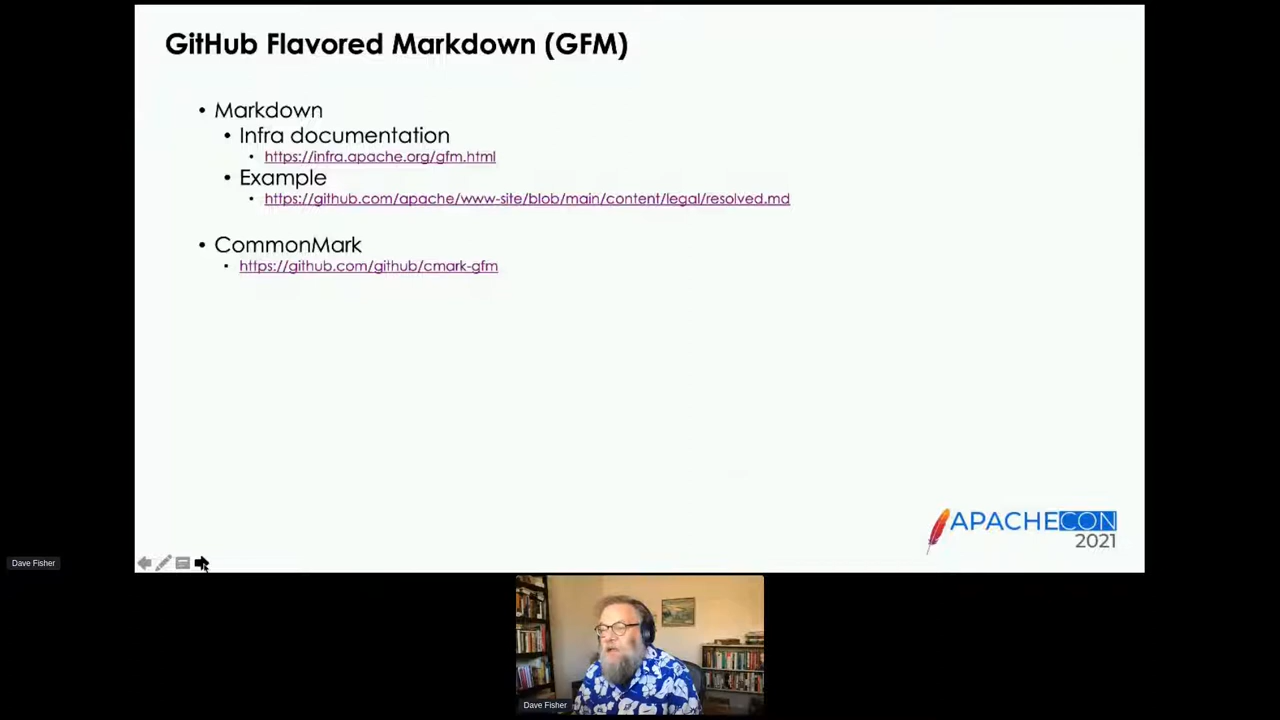 GitHub Flavored Markdown (GFM)
• Markdown
• Infra documentation
• https://infra.apache.org/gfm.html
• Example
• https://github.com/apache/www-site/blob/main/content/legal/resolved.md
• CommonMark
• https://github.com/github/cmark-gfm
APACHECON
2021
Dave Fisher
Dave Fisher